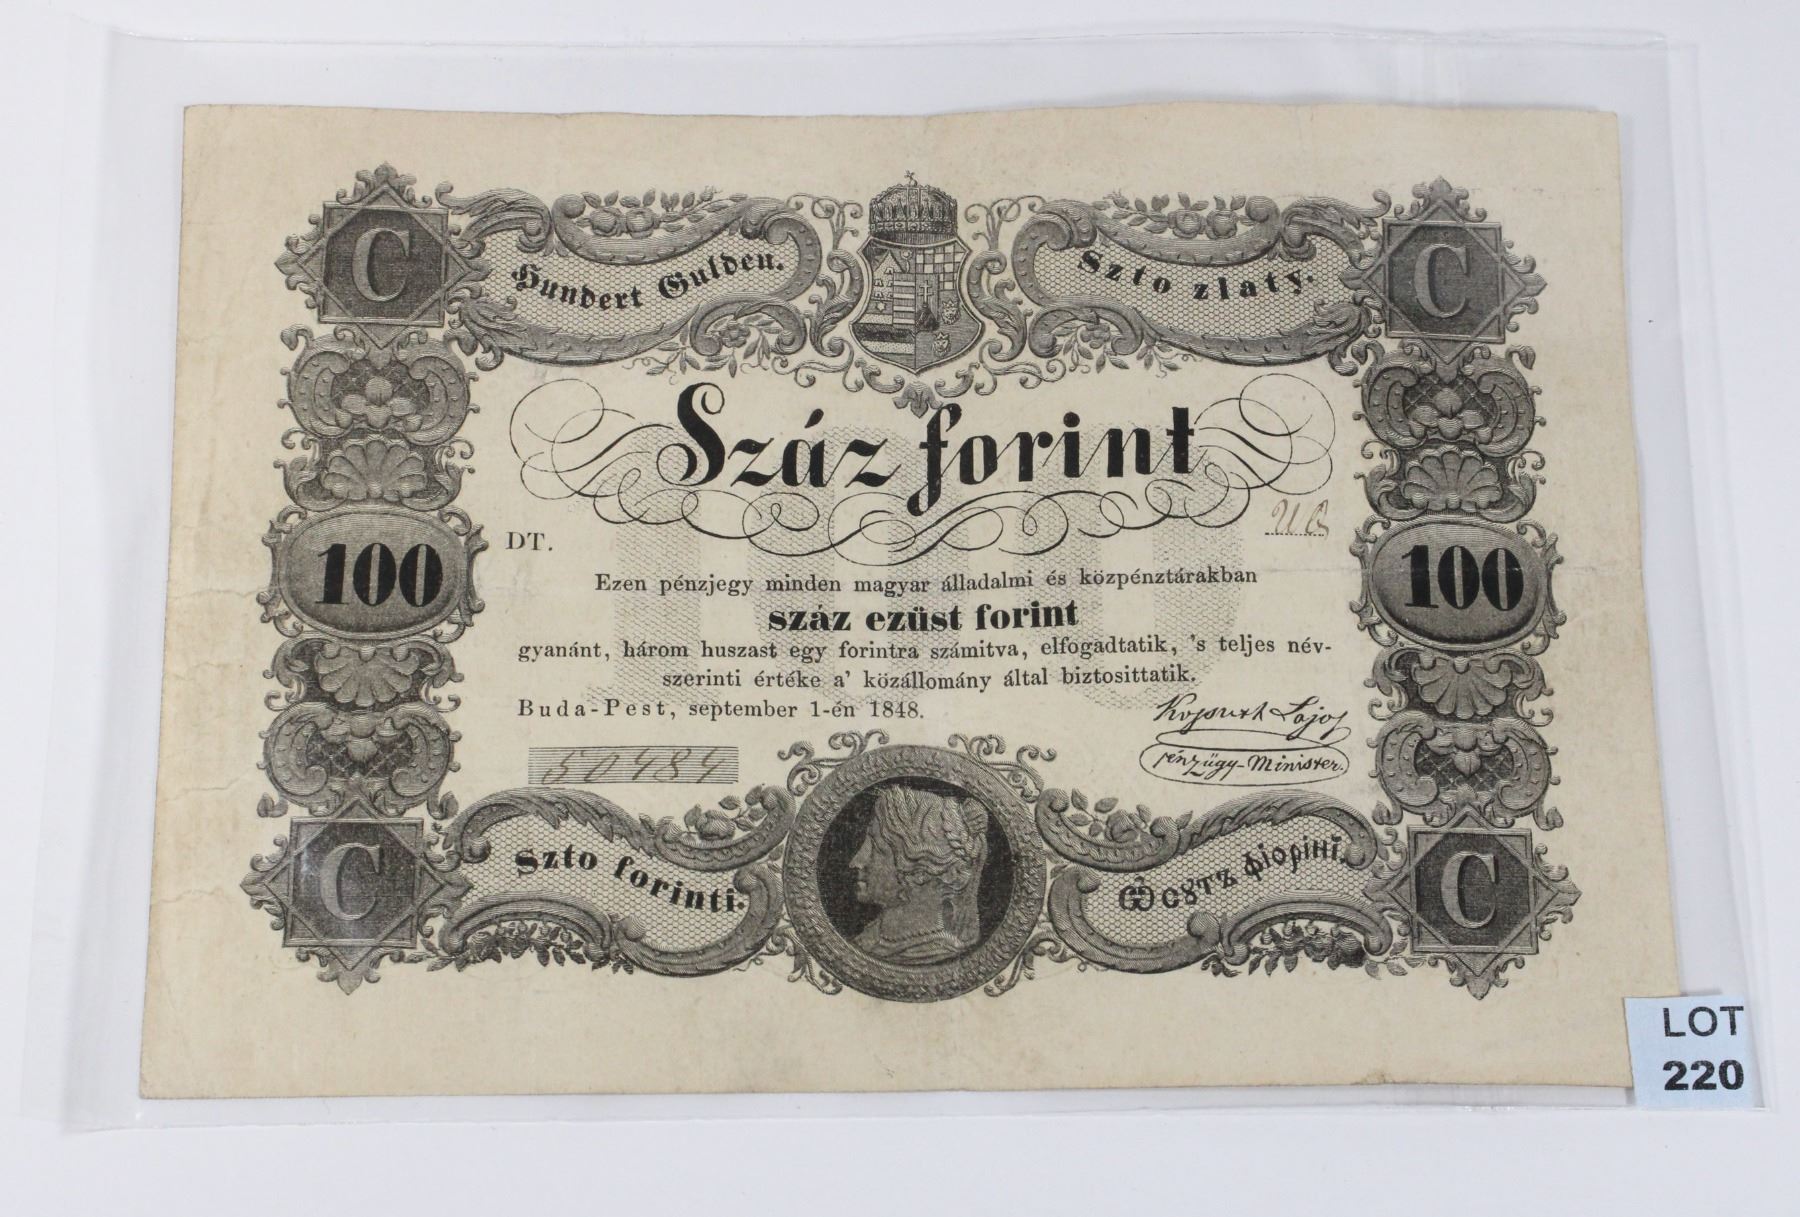 C
Hundert Gulden.
Szto zlaty.
C
Száz forint
DT.
100
100
Ezen pénzjegy minden magyar álladalmi és közpénztárakban
száz ezüst forint
gyanánt, három huszast egy forintra számitva, elfogadtatik, 's teljes név-
szerinti értéke a' közállomány által biztosittatik.
Buda-Pest, september 1-én 1848.
Kossuth Lajos
pénzügy-Minister.
50484
C
Szto forinti.
Ѿ сꙋтъ фіорінї.
C
LOT
220